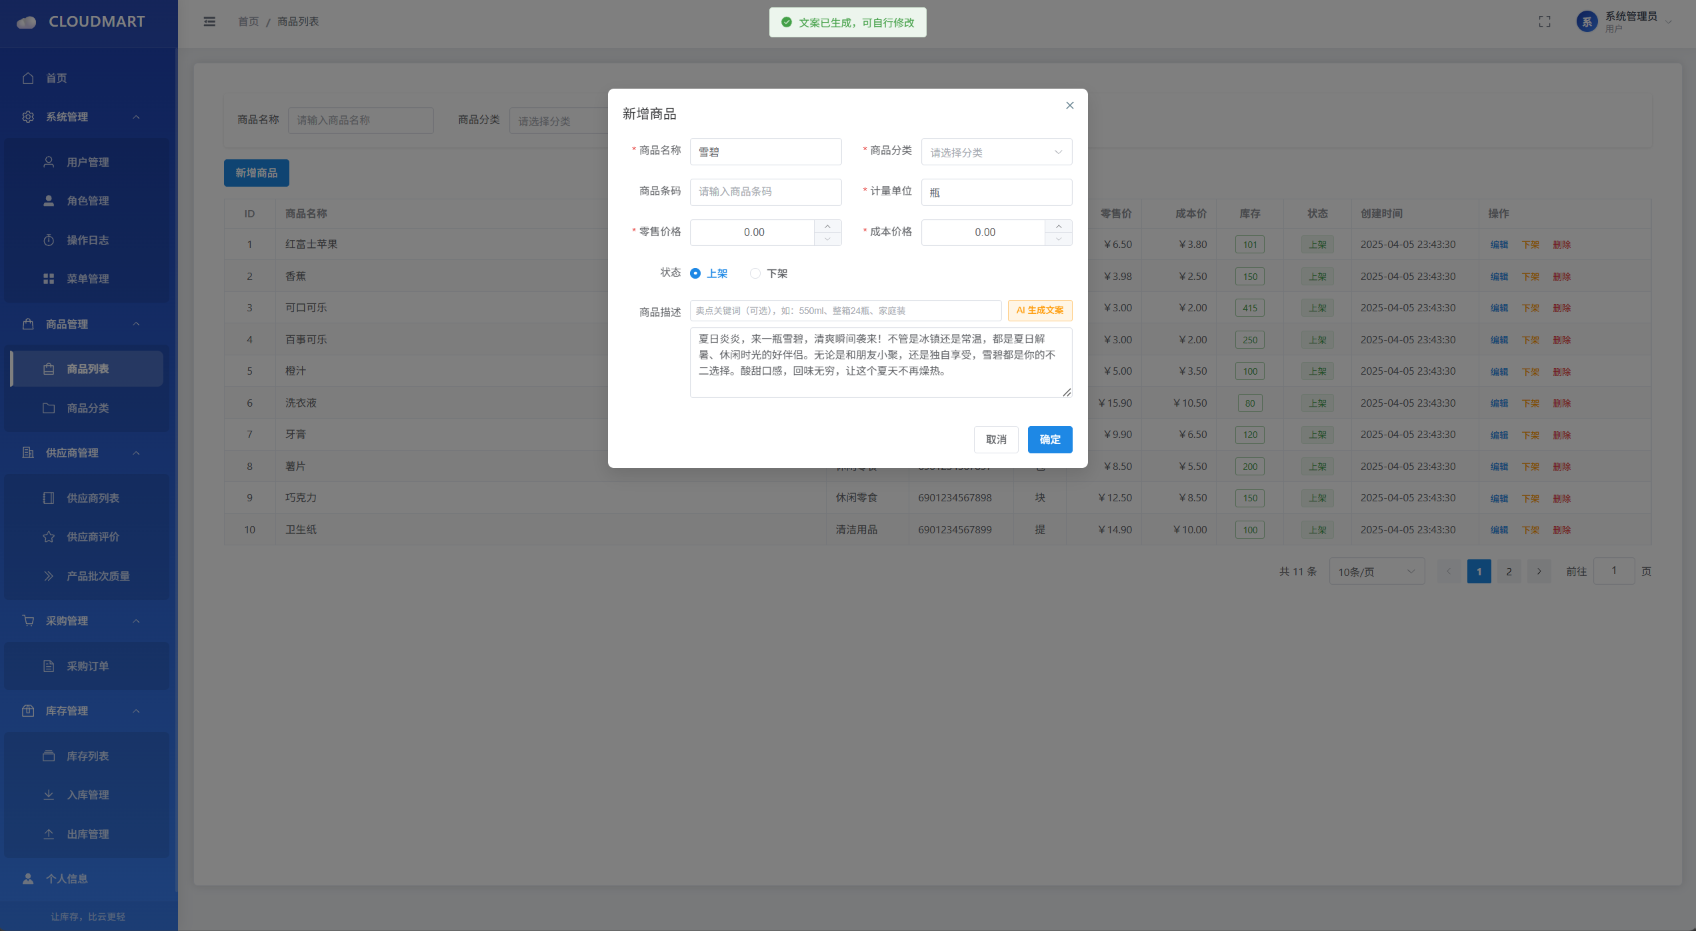 CLOUDMART
首页 / 商品列表
文案已生成，可自行修改
系 系统管理员
用户
首页
系统管理
用户管理
角色管理
操作日志
菜单管理
商品管理
商品列表
商品分类
供应商管理
供应商列表
供应商评价
产品批次质量
采购管理
采购订单
库存管理
库存列表
入库管理
出库管理
个人信息
让库存，比云更轻
商品名称 请输入商品名称 商品分类 请选择分类
新增商品
ID 商品名称 零售价 成本价 库存 状态 创建时间 操作
1 红富士苹果 ¥6.50 ¥3.80 101 上架 2025-04-05 23:43:30 编辑 下架 删除
2 香蕉 ¥3.98 ¥2.50 150 上架 2025-04-05 23:43:30 编辑 下架 删除
3 可口可乐 ¥3.00 ¥2.00 415 上架 2025-04-05 23:43:30 编辑 下架 删除
4 百事可乐 ¥3.00 ¥2.00 250 上架 2025-04-05 23:43:30 编辑 下架 删除
5 橙汁 ¥5.00 ¥3.50 100 上架 2025-04-05 23:43:30 编辑 下架 删除
6 洗衣液 ¥15.90 ¥10.50 80 上架 2025-04-05 23:43:30 编辑 下架 删除
7 牙膏 ¥9.90 ¥6.50 120 上架 2025-04-05 23:43:30 编辑 下架 删除
8 薯片 ¥8.50 ¥5.50 200 上架 2025-04-05 23:43:30 编辑 下架 删除
9 巧克力 休闲零食 6901234567898 块 ¥12.50 ¥8.50 150 上架 2025-04-05 23:43:30 编辑 下架 删除
10 卫生纸 清洁用品 6901234567899 提 ¥14.90 ¥10.00 100 上架 2025-04-05 23:43:30 编辑 下架 删除
共 11 条 10条/页 1 2 前往 1 页
新增商品
* 商品名称 雪碧 * 商品分类 请选择分类
商品条码 请输入商品条码 * 计量单位 瓶
* 零售价格 0.00 * 成本价格 0.00
状态 上架 下架
商品描述 卖点关键词（可选），如：550ml、整箱24瓶、家庭装 AI 生成文案
夏日炎炎，来一瓶雪碧，清爽瞬间袭来！不管是冰镇还是常温，都是夏日解
暑、休闲时光的好伴侣。无论是和朋友小聚，还是独自享受，雪碧都是你的不
二选择。酸甜口感，回味无穷，让这个夏天不再燥热。
取消 确定